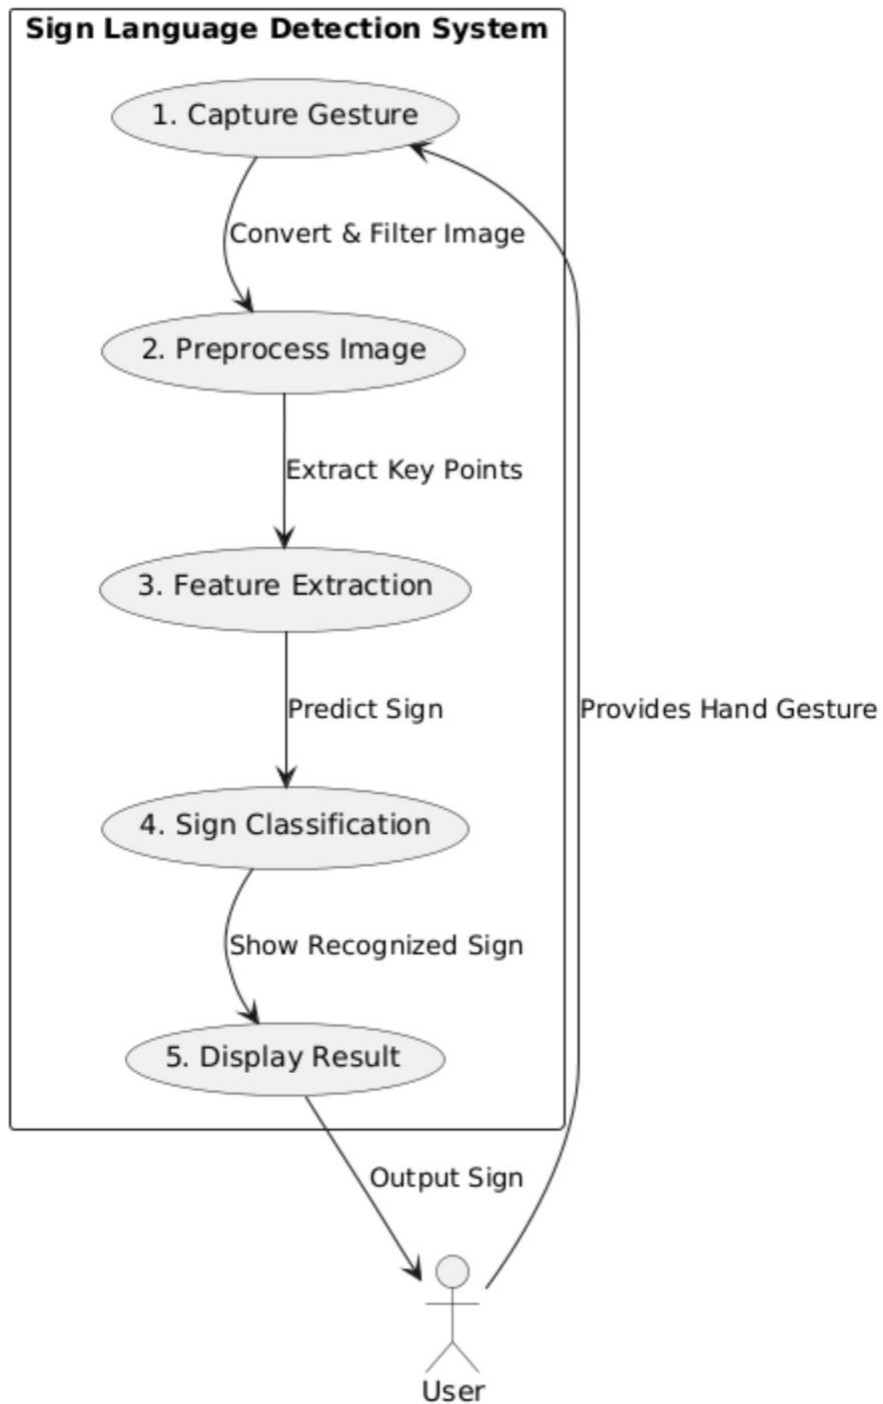 Sign Language Detection System
1. Capture Gesture
Convert & Filter Image
2. Preprocess Image
Extract Key Points
3. Feature Extraction
Predict Sign
Provides Hand Gesture
4. Sign Classification
Show Recognized Sign
5. Display Result
Output Sign
User